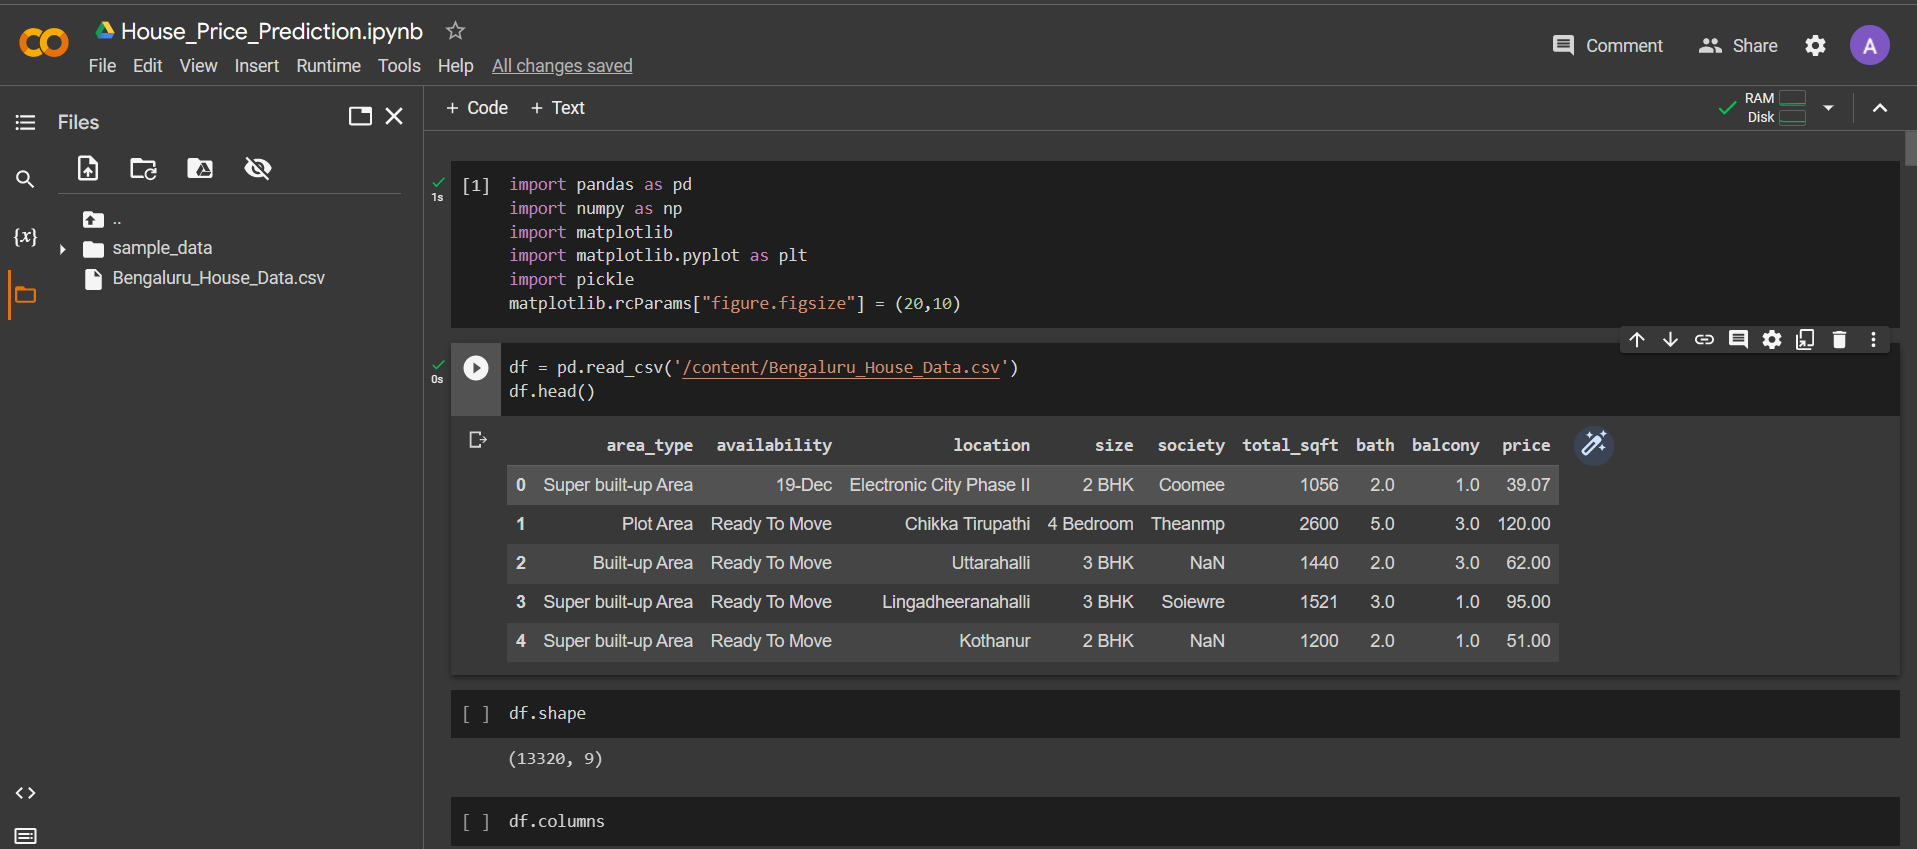 House_Price_Prediction.ipynb
File Edit View Insert Runtime Tools Help All changes saved
Comment
Share
A
Files
+ Code + Text
RAM
Disk
..
sample_data
Bengaluru_House_Data.csv
{x}
1s
[1] import pandas as pd
import numpy as np
import matplotlib
import matplotlib.pyplot as plt
import pickle
matplotlib.rcParams["figure.figsize"] = (20,10)
0s
df = pd.read_csv('/content/Bengaluru_House_Data.csv')
df.head()
area_type availability location size society total_sqft bath balcony price
0 Super built-up Area 19-Dec Electronic City Phase II 2 BHK Coomee 1056 2.0 1.0 39.07
1 Plot Area Ready To Move Chikka Tirupathi 4 Bedroom Theanmp 2600 5.0 3.0 120.00
2 Built-up Area Ready To Move Uttarahalli 3 BHK NaN 1440 2.0 3.0 62.00
3 Super built-up Area Ready To Move Lingadheeranahalli 3 BHK Soiewre 1521 3.0 1.0 95.00
4 Super built-up Area Ready To Move Kothanur 2 BHK NaN 1200 2.0 1.0 51.00
[ ] df.shape
(13320, 9)
[ ] df.columns